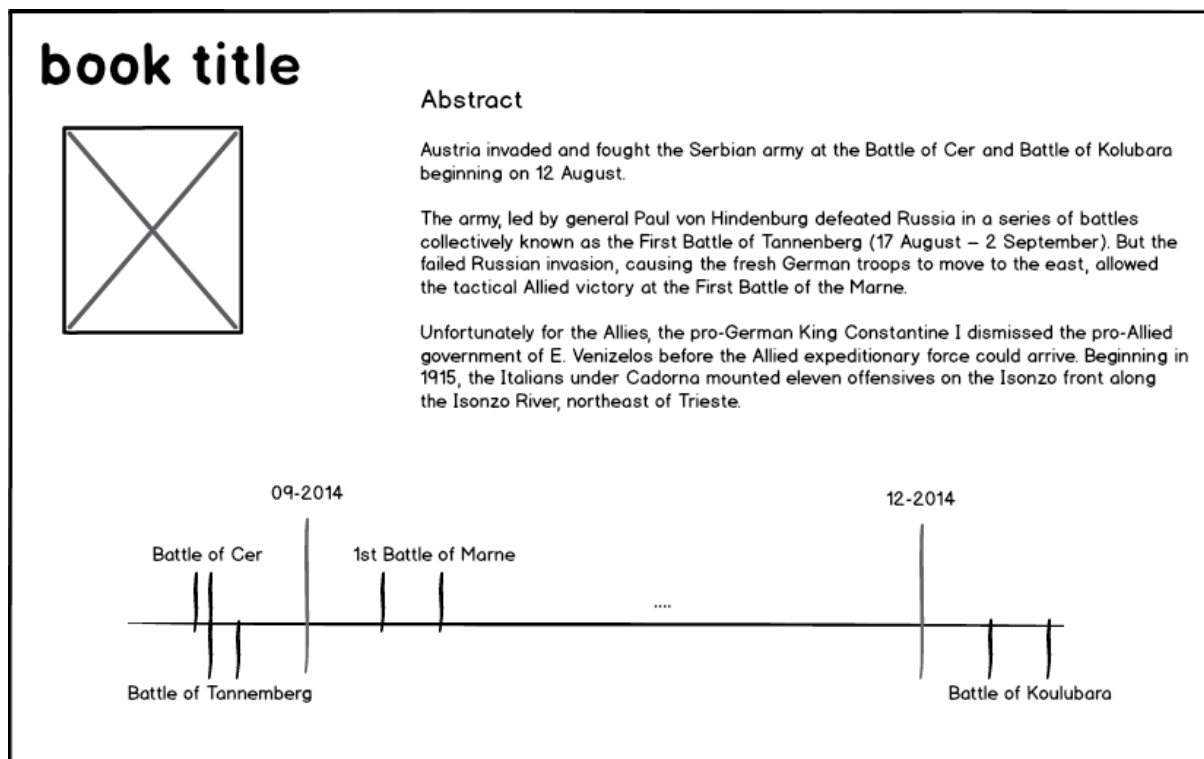 book title
Abstract
Austria invaded and fought the Serbian army at the Battle of Cer and Battle of Kolubara
beginning on 12 August.
The army, led by general Paul von Hindenburg defeated Russia in a series of battles
collectively known as the First Battle of Tannenberg (17 August – 2 September). But the
failed Russian invasion, causing the fresh German troops to move to the east, allowed
the tactical Allied victory at the First Battle of the Marne.
Unfortunately for the Allies, the pro-German King Constantine I dismissed the pro-Allied
government of E. Venizelos before the Allied expeditionary force could arrive. Beginning in
1915, the Italians under Cadorna mounted eleven offensives on the Isonzo front along
the Isonzo River, northeast of Trieste.
09-2014
12-2014
Battle of Cer
1st Battle of Marne
....
Battle of Tannemberg
Battle of Koulubara